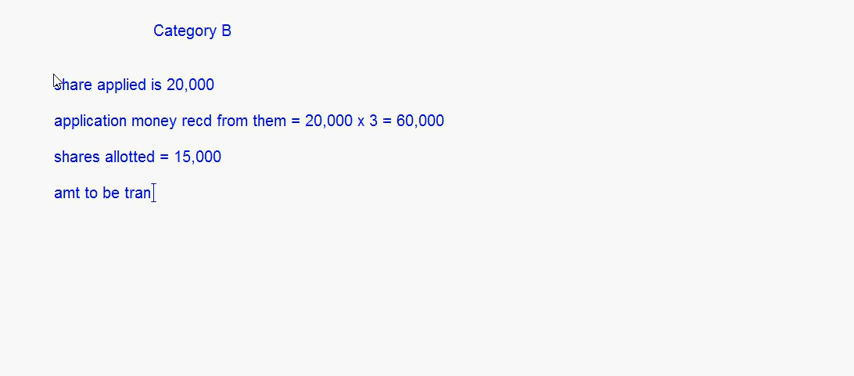 Category B
share applied is 20,000
application money recd from them = 20,000 x 3 = 60,000
shares allotted = 15,000
amt to be tran